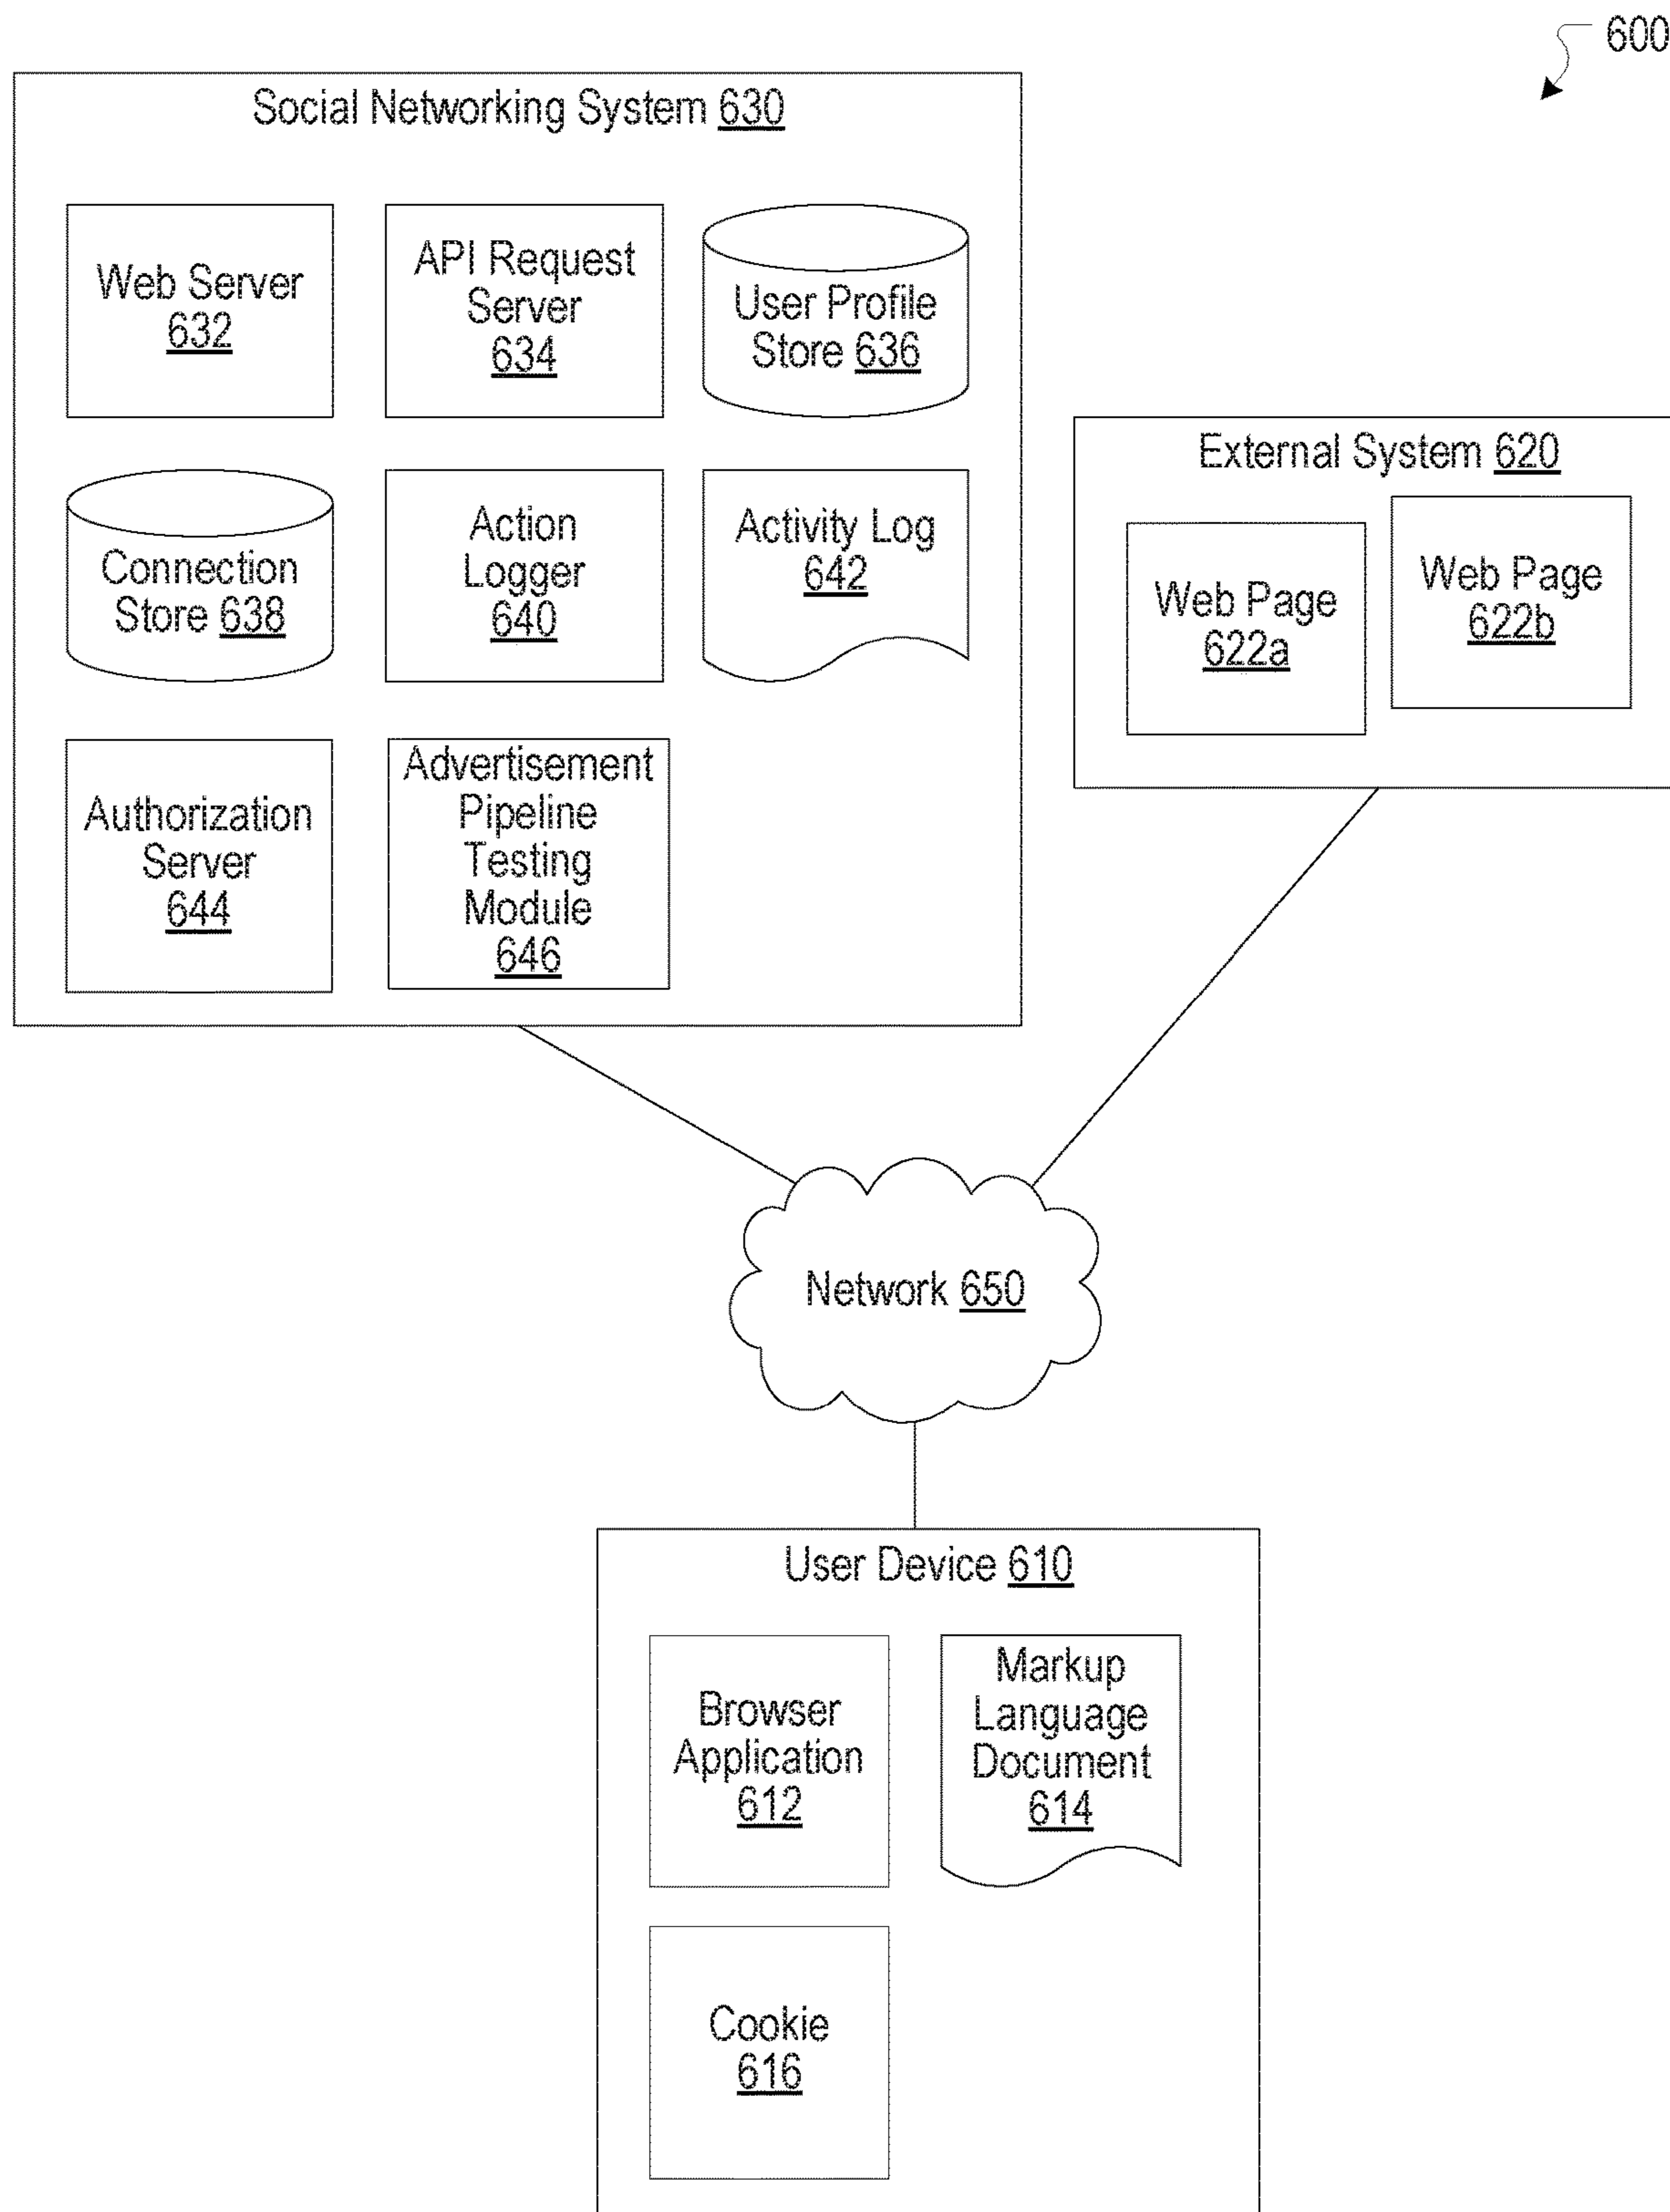 600
Social Networking System 630
Web Server
632
API Request
Server
634
User Profile
Store 636
Connection
Store 638
Action
Logger
640
Activity Log
642
Authorization
Server
644
Advertisement
Pipeline
Testing
Module
646
External System 620
Web Page
622a
Web Page
622b
Network 650
User Device 610
Browser
Application
612
Markup
Language
Document
614
Cookie
616